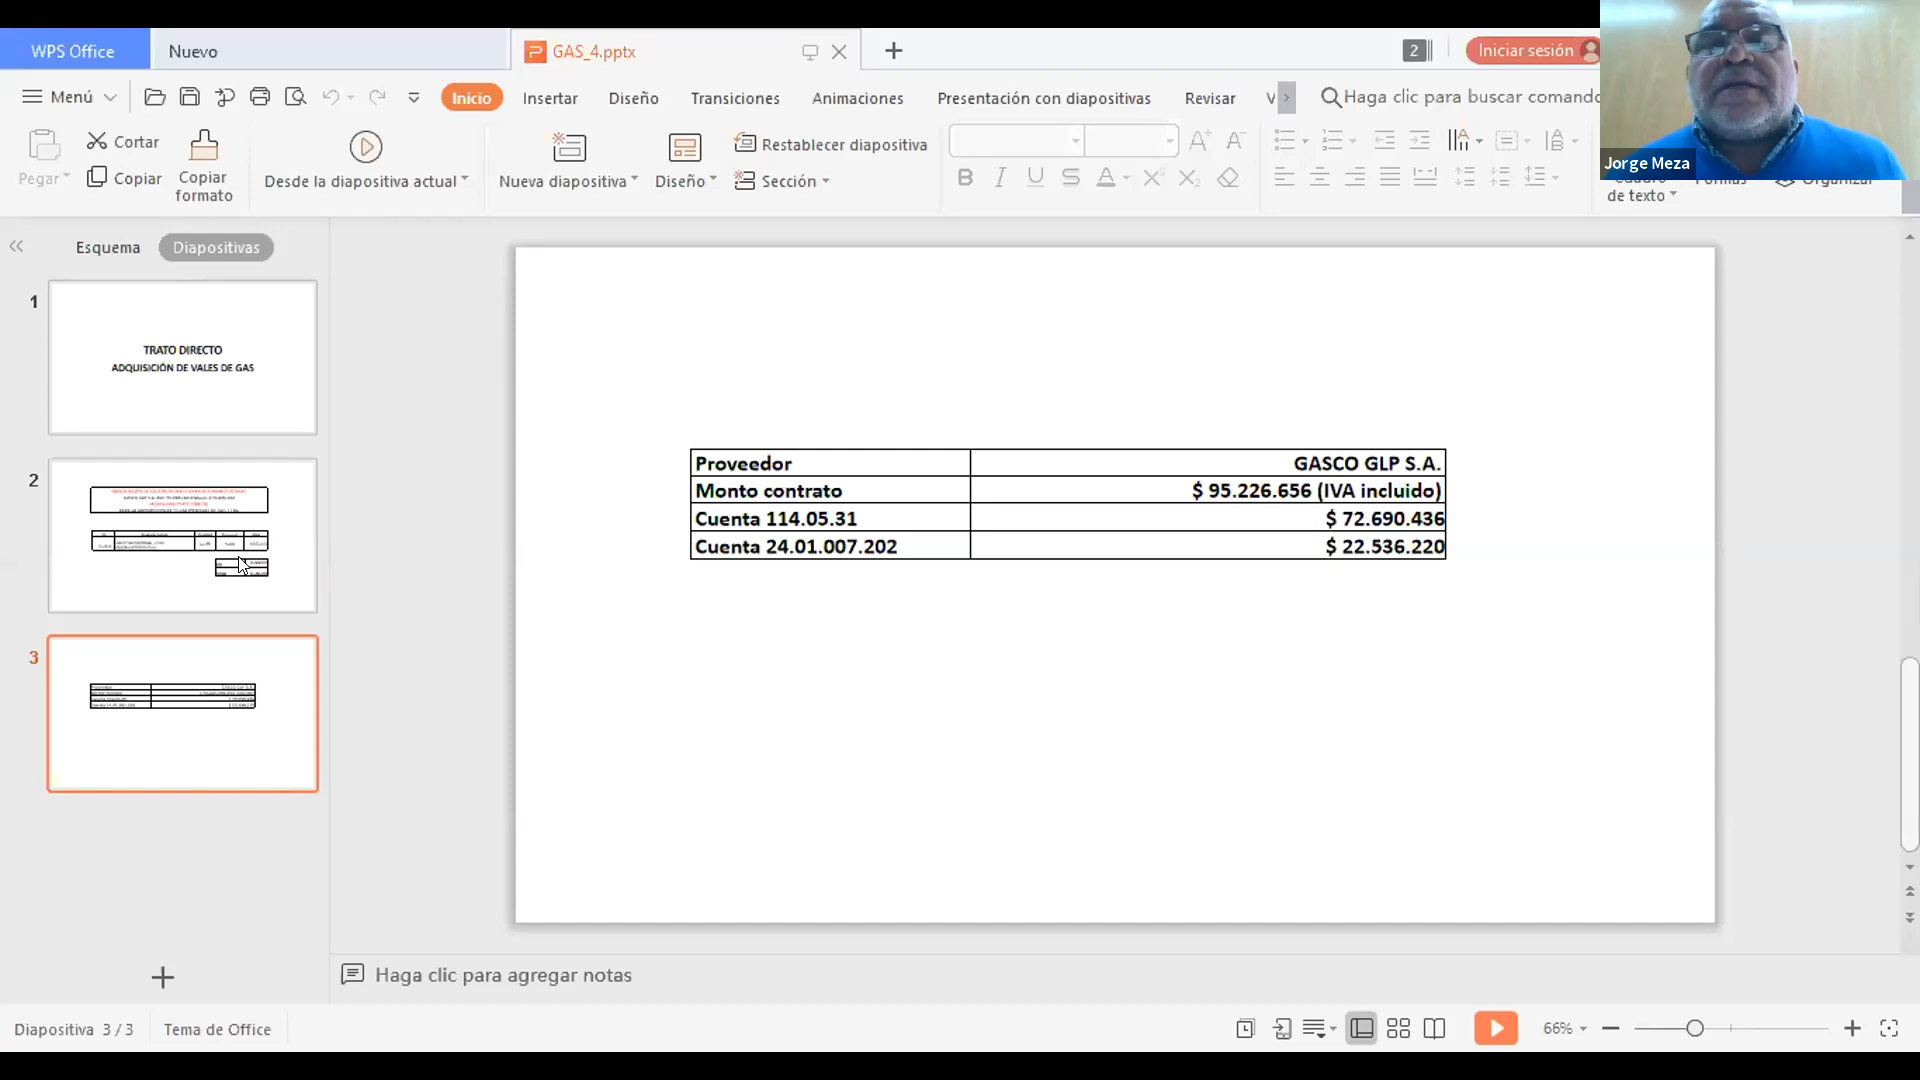 WPS Office
Nuevo
GAS_4.pptx
2
Iniciar sesión
Menú
Inicio
Insertar
Diseño
Transiciones
Animaciones
Presentación con diapositivas
Revisar
V
Haga clic para buscar comando
Pegar
Cortar
Copiar
Copiar
formato
Desde la diapositiva actual
Nueva diapositiva
Diseño
Restablecer diapositiva
Sección
de texto
Organizar
Jorge Meza
Esquema
Diapositivas
1
TRATO DIRECTO
ADQUISICIÓN DE VALES DE GAS
2
3
Proveedor GASCO GLP S.A.
Monto contrato $ 95.226.656 (IVA incluido)
Cuenta 114.05.31 $ 72.690.436
Cuenta 24.01.007.202 $ 22.536.220
Haga clic para agregar notas
Diapositiva 3 / 3
Tema de Office
66%